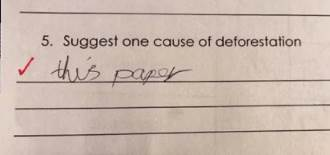 5. Suggest one cause of deforestation
this paper